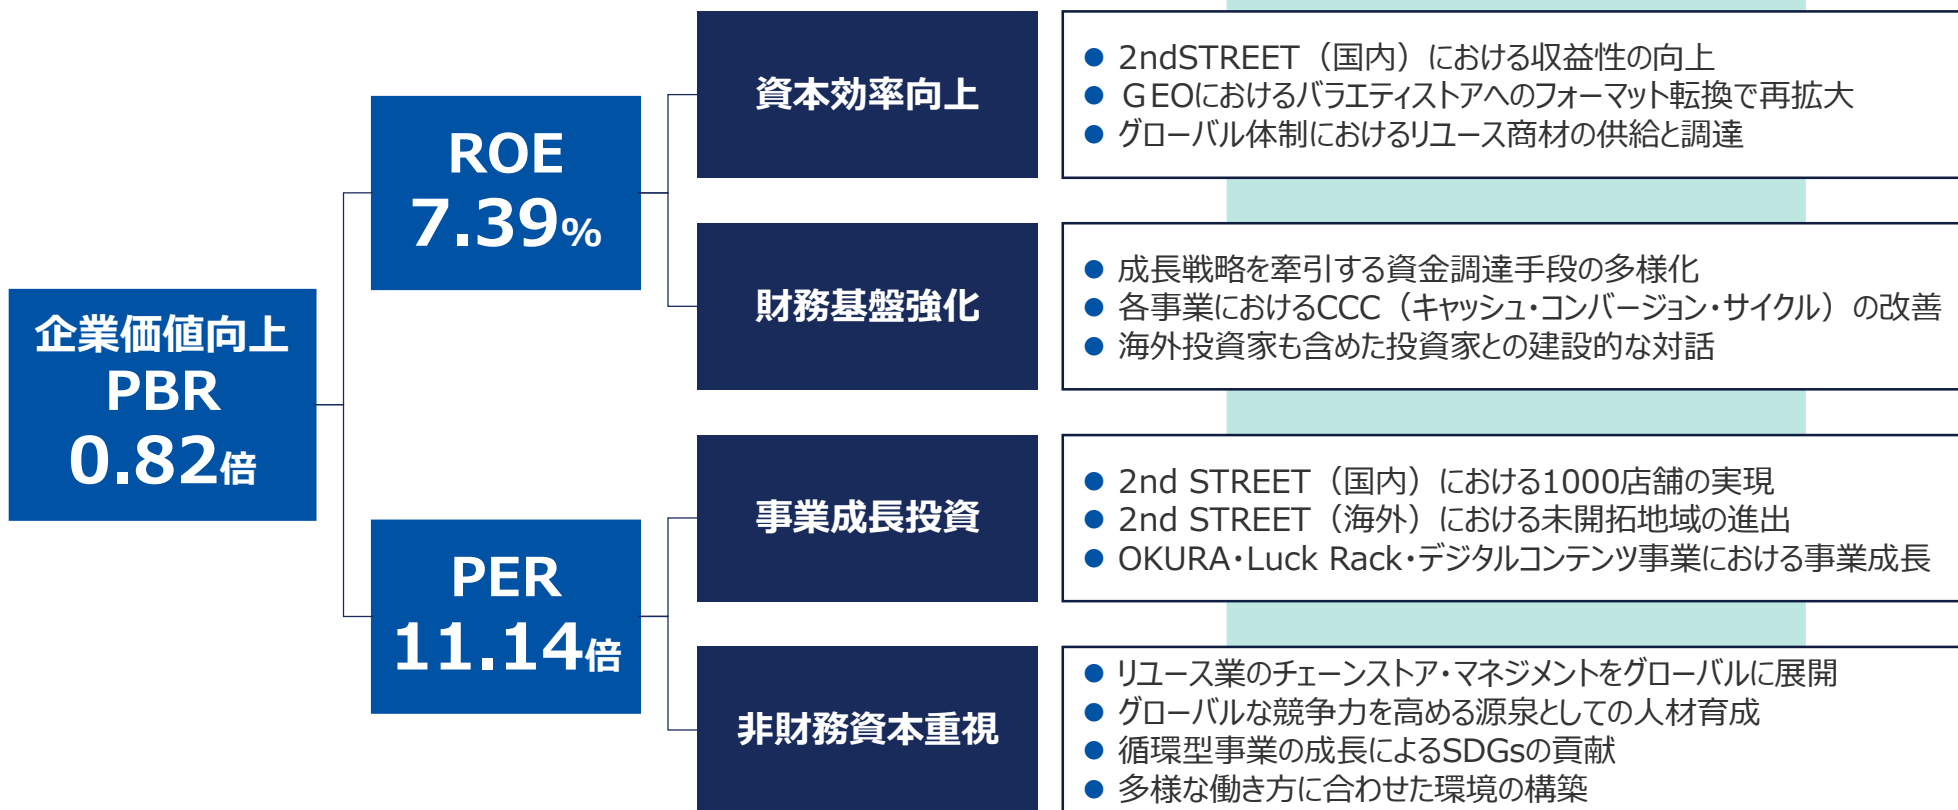 企業価値向上
PBR
0.82倍
ROE
7.39%
PER
11.14倍
資本効率向上
● 2ndSTREET（国内）における収益性の向上
● ＧEOにおけるバラエティストアへのフォーマット転換で再拡大
● グローバル体制におけるリユース商材の供給と調達
財務基盤強化
● 成長戦略を牽引する資金調達手段の多様化
● 各事業におけるCCC（キャッシュ・コンバージョン・サイクル）の改善
● 海外投資家も含めた投資家との建設的な対話
事業成長投資
● 2nd STREET（国内）における1000店舗の実現
● 2nd STREET（海外）における未開拓地域の進出
● OKURA・Luck Rack・デジタルコンテンツ事業における事業成長
非財務資本重視
● リユース業のチェーンストア・マネジメントをグローバルに展開
● グローバルな競争力を高める源泉としての人材育成
● 循環型事業の成長によるSDGsの貢献
● 多様な働き方に合わせた環境の構築